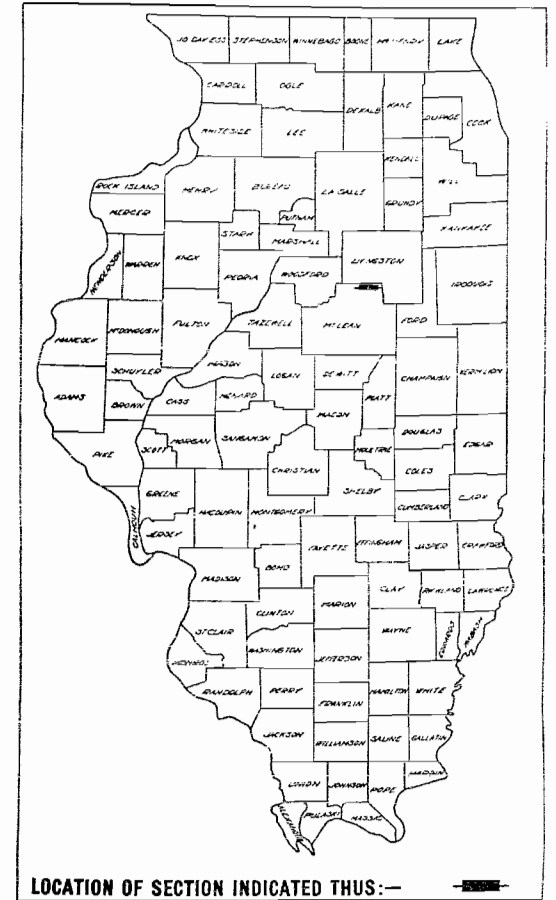 JO DAVIESS STEPHENSON WINNEBAGO BOONE McHENRY LAKE
CARROLL OGLE
DEKALB KANE DUPAGE COOK
WHITESIDE LEE
KENDALL
ROCK ISLAND HENRY BUREAU LA SALLE GRUNDY WILL
MERCER PUTNAM
STARK MARSHALL KANKAKEE
HENDERSON WARREN KNOX PEORIA WOODFORD LIVINGSTON IROQUOIS
HANCOCK McDONOUGH FULTON TAZEWELL McLEAN FORD
SCHUYLER MASON LOGAN DEWITT CHAMPAIGN VERMILION
ADAMS BROWN CASS MENARD MACON PIATT
PIKE SCOTT MORGAN SANGAMON MOULTRIE DOUGLAS EDGAR
CHRISTIAN COLES
GREENE MACOUPIN MONTGOMERY SHELBY CUMBERLAND CLARK
CALHOUN JERSEY
FAYETTE EFFINGHAM JASPER CRAWFORD
MADISON BOND
MARION CLAY RICHLAND LAWRENCE
CLINTON
ST CLAIR WASHINGTON WAYNE EDWARDS WABASH
MONROE JEFFERSON
RANDOLPH PERRY FRANKLIN HAMILTON WHITE
JACKSON WILLIAMSON SALINE GALLATIN
UNION JOHNSON POPE HARDIN
ALEXANDER PULASKI MASSAC
LOCATION OF SECTION INDICATED THUS:—